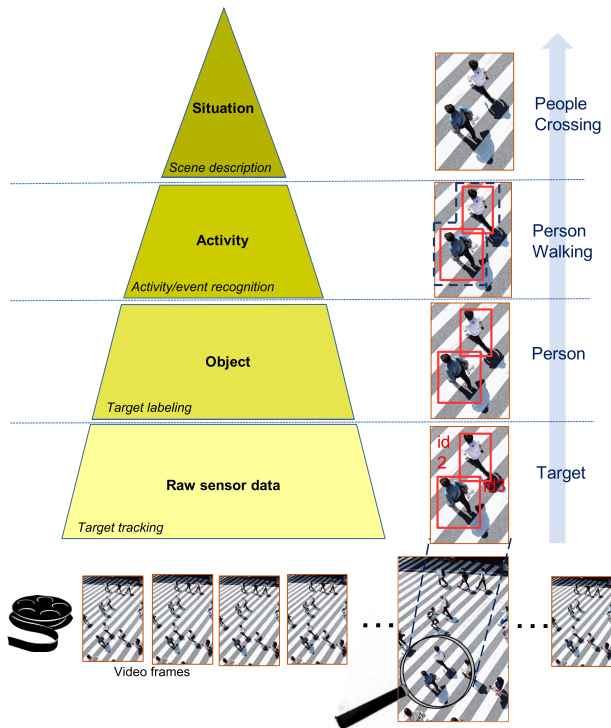 Situation
Scene description
People
Crossing
Activity
Activity/event recognition
Person
Walking
Object
Target labeling
Person
Raw sensor data
Target tracking
id
2
id3
Target
Video frames